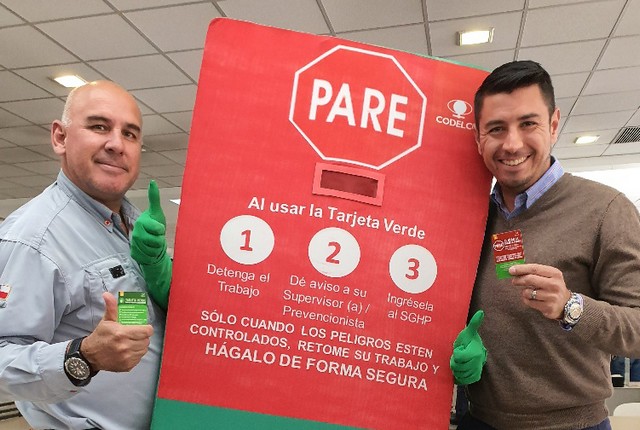 PARE
CODELCO
Al usar la Tarjeta Verde
1
2
3
Detenga el
Trabajo
Dé aviso a su
Supervisor (a) /
Prevencionista
Ingrésela
al SGHP
SÓLO CUANDO LOS PELIGROS ESTEN
CONTROLADOS, RETOME SU TRABAJO Y
HÁGALO DE FORMA SEGURA